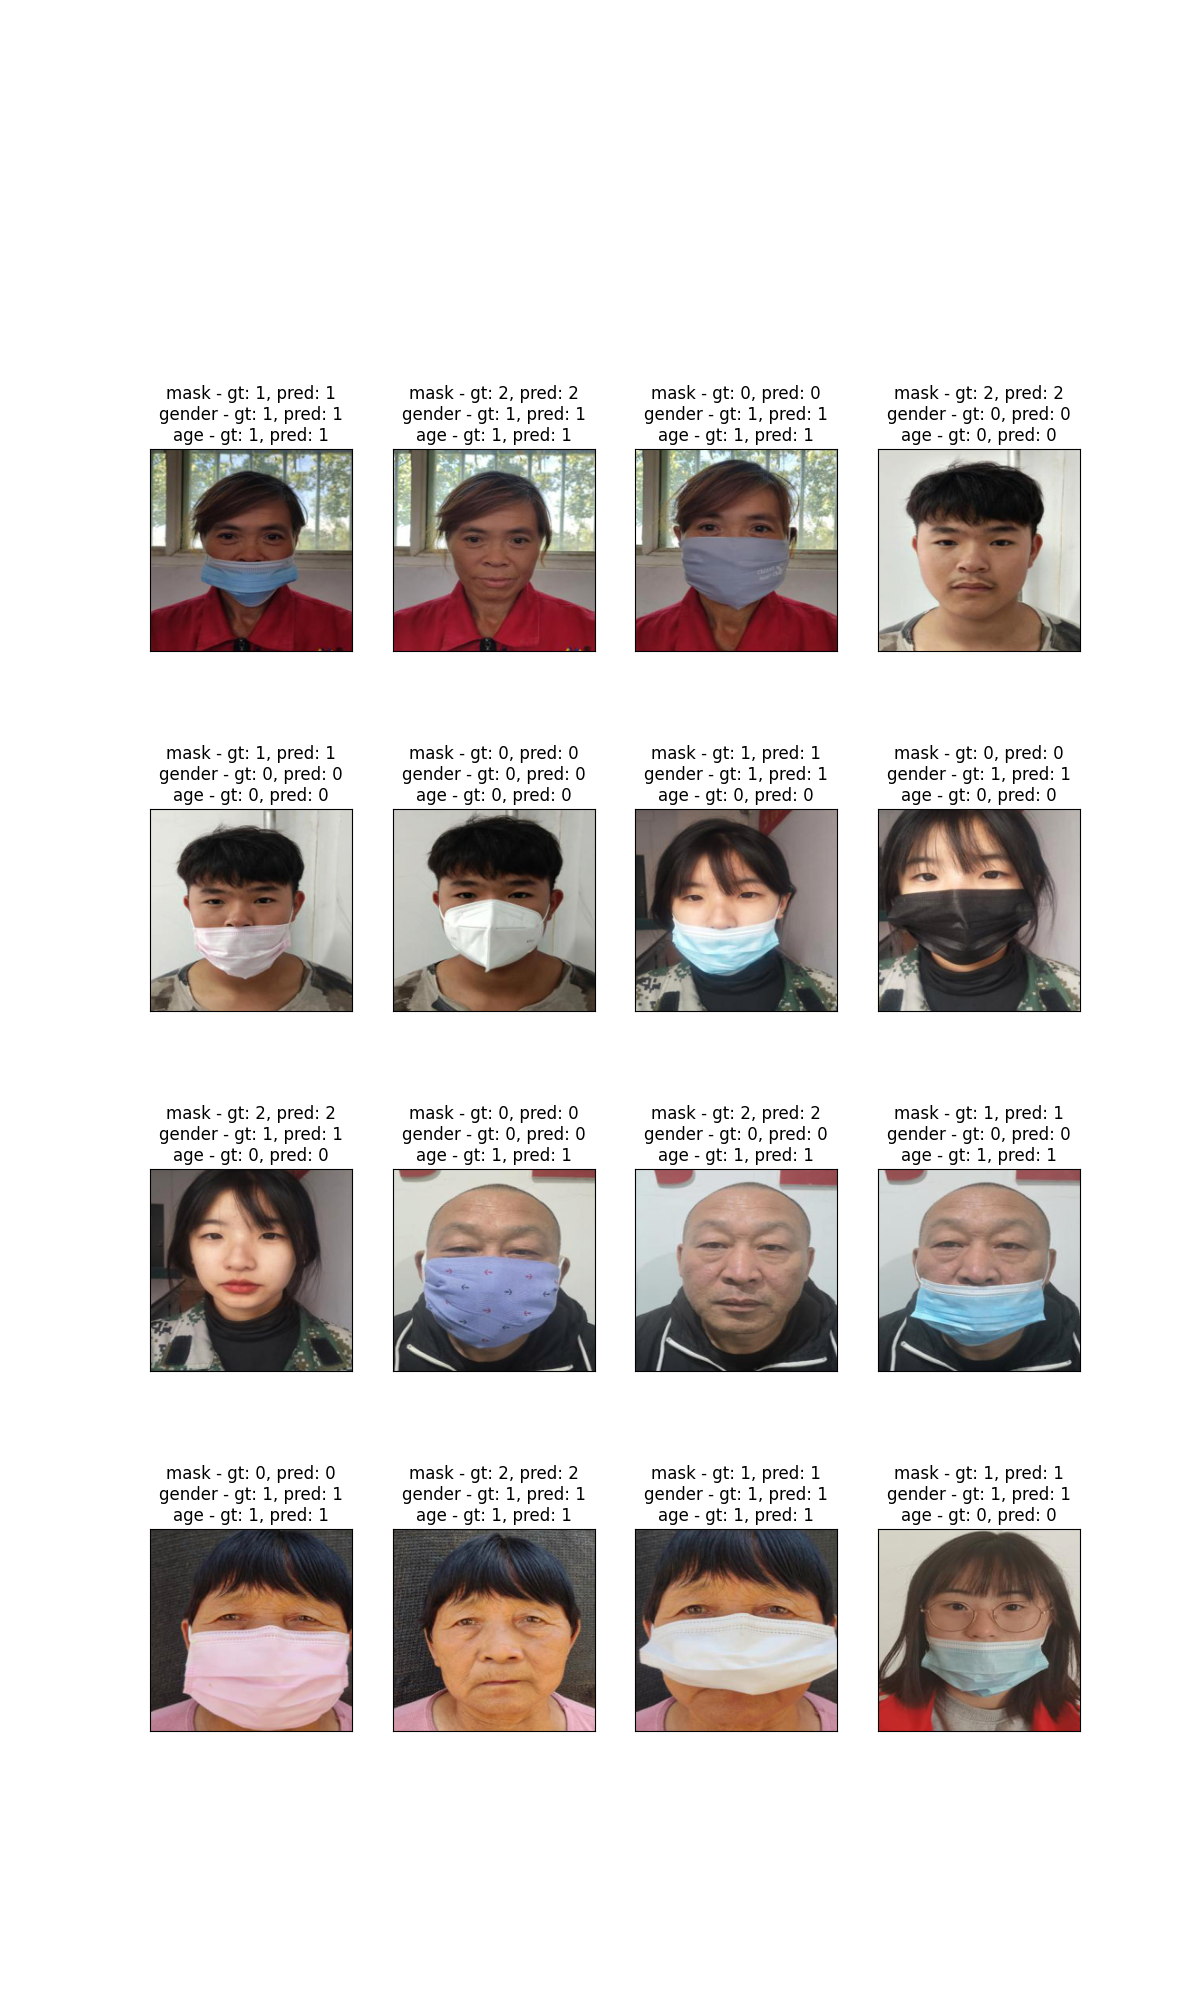 mask - gt: 1, pred: 1
gender - gt: 1, pred: 1
age - gt: 1, pred: 1
mask - gt: 2, pred: 2
gender - gt: 1, pred: 1
age - gt: 1, pred: 1
mask - gt: 0, pred: 0
gender - gt: 1, pred: 1
age - gt: 1, pred: 1
mask - gt: 2, pred: 2
gender - gt: 0, pred: 0
age - gt: 0, pred: 0
mask - gt: 1, pred: 1
gender - gt: 0, pred: 0
age - gt: 0, pred: 0
mask - gt: 0, pred: 0
gender - gt: 0, pred: 0
age - gt: 0, pred: 0
mask - gt: 1, pred: 1
gender - gt: 1, pred: 1
age - gt: 0, pred: 0
mask - gt: 0, pred: 0
gender - gt: 1, pred: 1
age - gt: 0, pred: 0
mask - gt: 2, pred: 2
gender - gt: 1, pred: 1
age - gt: 0, pred: 0
mask - gt: 0, pred: 0
gender - gt: 0, pred: 0
age - gt: 1, pred: 1
mask - gt: 2, pred: 2
gender - gt: 0, pred: 0
age - gt: 1, pred: 1
mask - gt: 1, pred: 1
gender - gt: 0, pred: 0
age - gt: 1, pred: 1
mask - gt: 0, pred: 0
gender - gt: 1, pred: 1
age - gt: 1, pred: 1
mask - gt: 2, pred: 2
gender - gt: 1, pred: 1
age - gt: 1, pred: 1
mask - gt: 1, pred: 1
gender - gt: 1, pred: 1
age - gt: 1, pred: 1
mask - gt: 1, pred: 1
gender - gt: 1, pred: 1
age - gt: 0, pred: 0